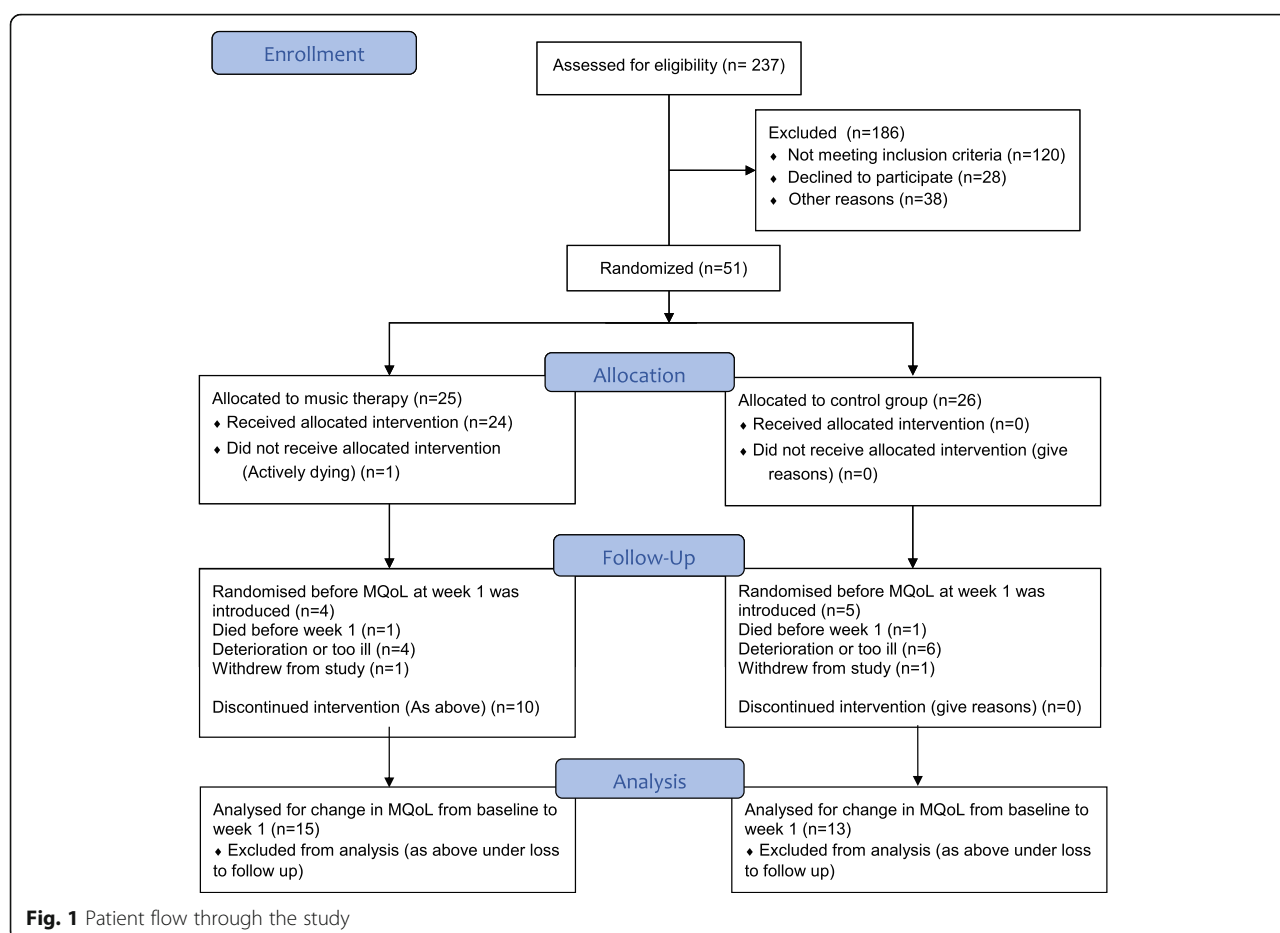 Enrollment
Assessed for eligibility (n= 237)
Excluded (n=186)
♦ Not meeting inclusion criteria (n=120)
♦ Declined to participate (n=28)
♦ Other reasons (n=38)
Randomized (n=51)
Allocation
Allocated to music therapy (n=25)
♦ Received allocated intervention (n=24)
♦ Did not receive allocated intervention
(Actively dying) (n=1)
Allocated to control group (n=26)
♦ Received allocated intervention (n=0)
♦ Did not receive allocated intervention (give
reasons) (n=0)
Follow-Up
Randomised before MQoL at week 1 was
introduced (n=4)
Died before week 1 (n=1)
Deterioration or too ill (n=4)
Withdrew from study (n=1)
Discontinued intervention (As above) (n=10)
Randomised before MQoL at week 1 was
introduced (n=5)
Died before week 1 (n=1)
Deterioration or too ill (n=6)
Withdrew from study (n=1)
Discontinued intervention (give reasons) (n=0)
Analysis
Analysed for change in MQoL from baseline to
week 1 (n=15)
♦ Excluded from analysis (as above under loss
to follow up)
Analysed for change in MQoL from baseline to
week 1 (n=13)
♦ Excluded from analysis (as above under loss
to follow up)
Fig. 1 Patient flow through the study